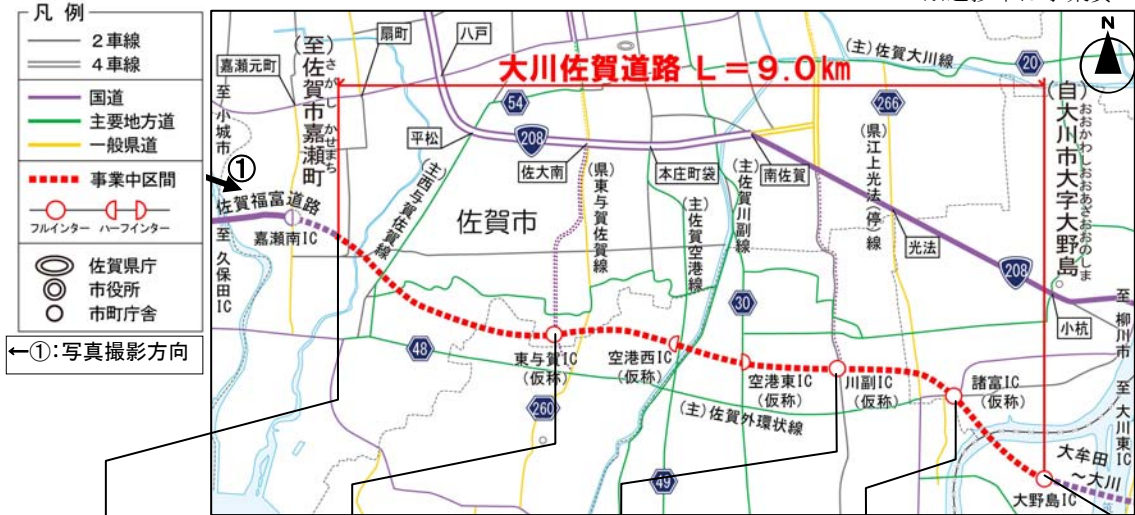 凡例
2車線
4車線
国道
主要地方道
一般県道
事業中区間
フルインター ハーフインター
佐賀県庁
市役所
市町庁舎
←①:写真撮影方向
大川佐賀道路 L=9.0km
(至)佐賀市嘉瀬町
さがし かせまち
(自)大川市大字大野島
おおかわしおおあざおおのしま
N
扇町
八戸
嘉瀬元町
至 小城市
①
佐賀福富道路
嘉瀬南IC
至 久保田IC
平松
54
208
佐大南
本庄町袋
南佐賀
(主)佐賀大川線
20
266
(主)西与賀佐賀線
佐賀市
(県)東与賀佐賀線
(主)佐賀空港線
(主)佐賀川副線
(県)江上光法(停)線
光法
208
小杭
至 柳川市
至 大川東IC
30
48
東与賀IC
(仮称)
空港西IC
(仮称)
空港東IC
(仮称)
川副IC
(仮称)
諸富IC
(仮称)
260
(主)佐賀外環状線
49
大牟田
~大川
大野島IC